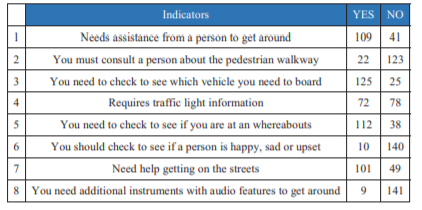 Indicators YES NO
1 Needs assistance from a person to get around 109 41
2 You must consult a person about the pedestrian walkway 22 123
3 You need to check to see which vehicle you need to board 125 25
4 Requires traffic light information 72 78
5 You need to check to see if you are at an whereabouts 112 38
6 You should check to see if a person is happy, sad or upset 10 140
7 Need help getting on the streets 101 49
8 You need additional instruments with audio features to get around 9 141